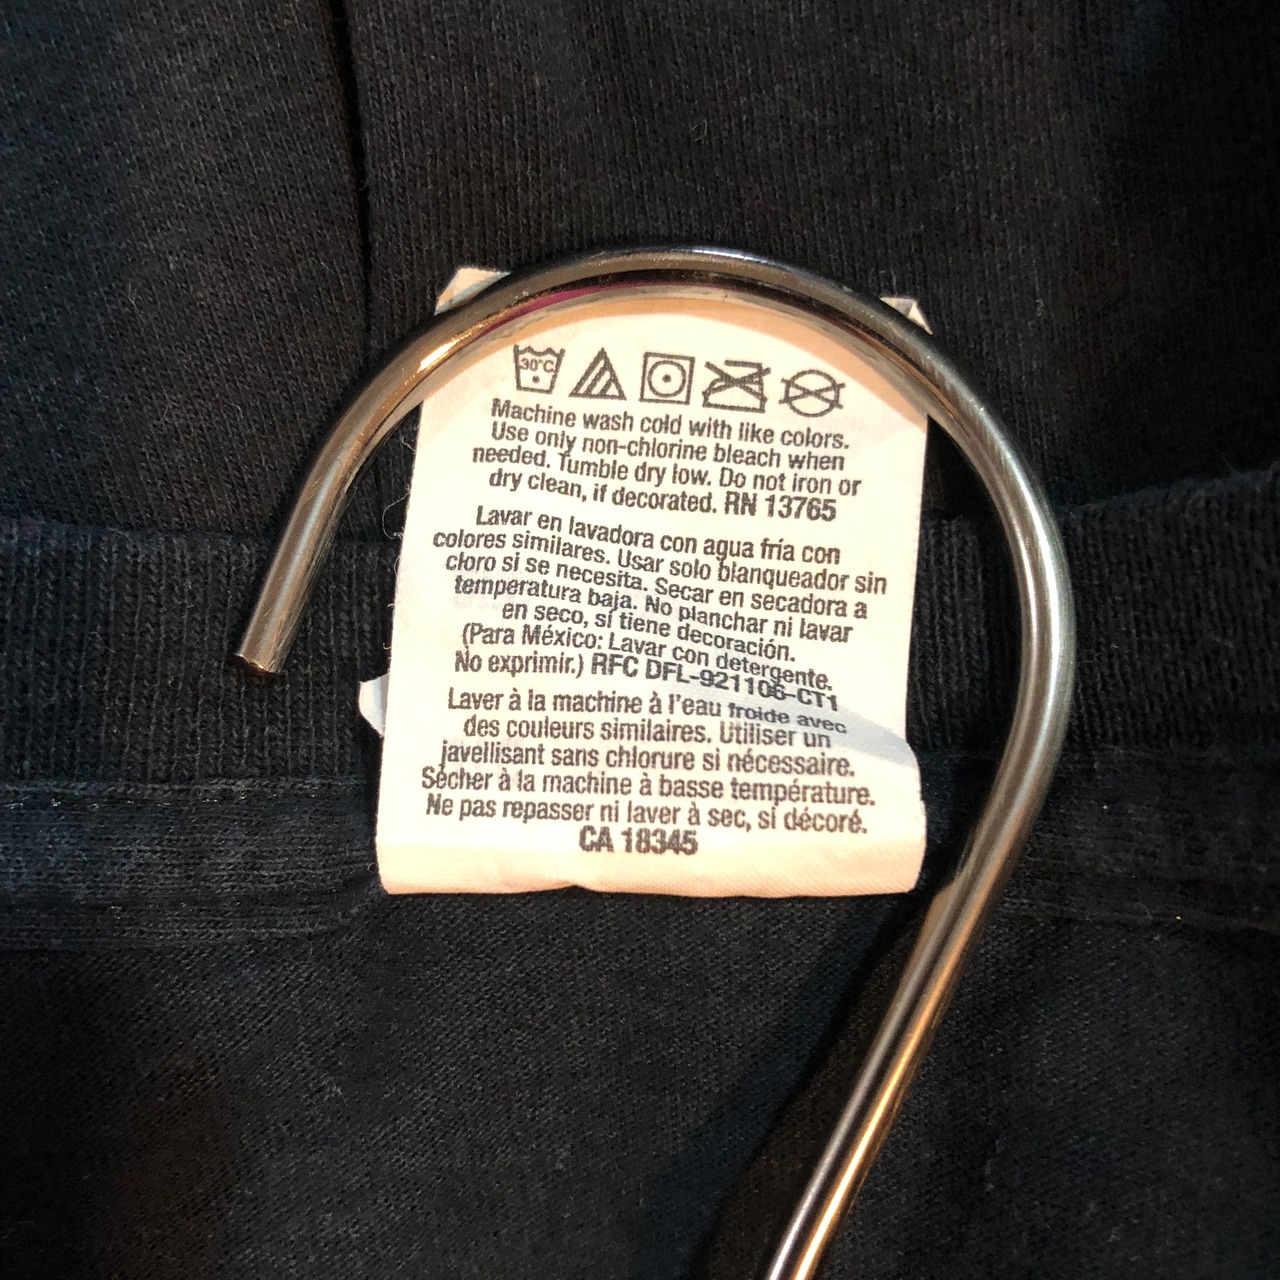 30°C
Machine wash cold with like colors.
Use only non-chlorine bleach when
needed. Tumble dry low. Do not iron or
dry clean, if decorated. RN 13765
Lavar en lavadora con agua fría con
colores similares. Usar solo blanqueador sin
cloro si se necesita. Secar en secadora a
temperatura baja. No planchar ni lavar
en seco, si tiene decoración.
(Para México: Lavar con detergente.
No exprimir.) RFC DFL-921106-CT1
Laver à la machine à l'eau froide avec
des couleurs similaires. Utiliser un
javellisant sans chlorure si nécessaire.
Sécher à la machine à basse température.
Ne pas repasser ni laver à sec, si décoré.
CA 18345